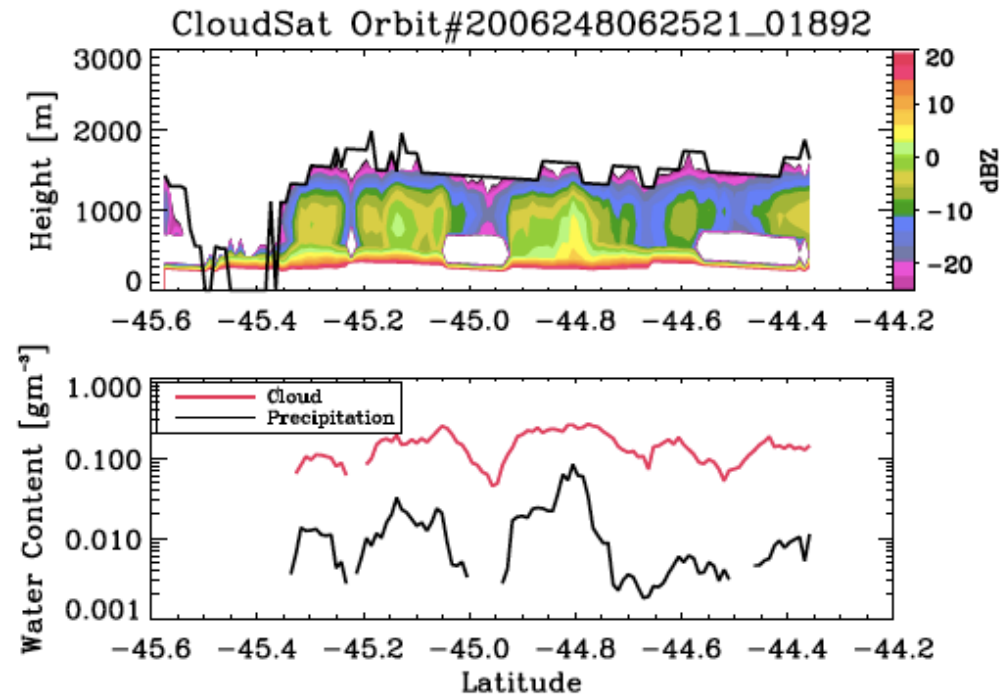 CloudSat Orbit#2006248062521_01892
Height [m]
3000
2000
1000
0
−45.6 −45.4 −45.2 −45.0 −44.8 −44.6 −44.4 −44.2
20
10
0
−10
−20
dBZ
Water Content [gm⁻³]
1.000
0.100
0.010
0.001
Cloud
Precipitation
−45.6 −45.4 −45.2 −45.0 −44.8 −44.6 −44.4 −44.2
Latitude